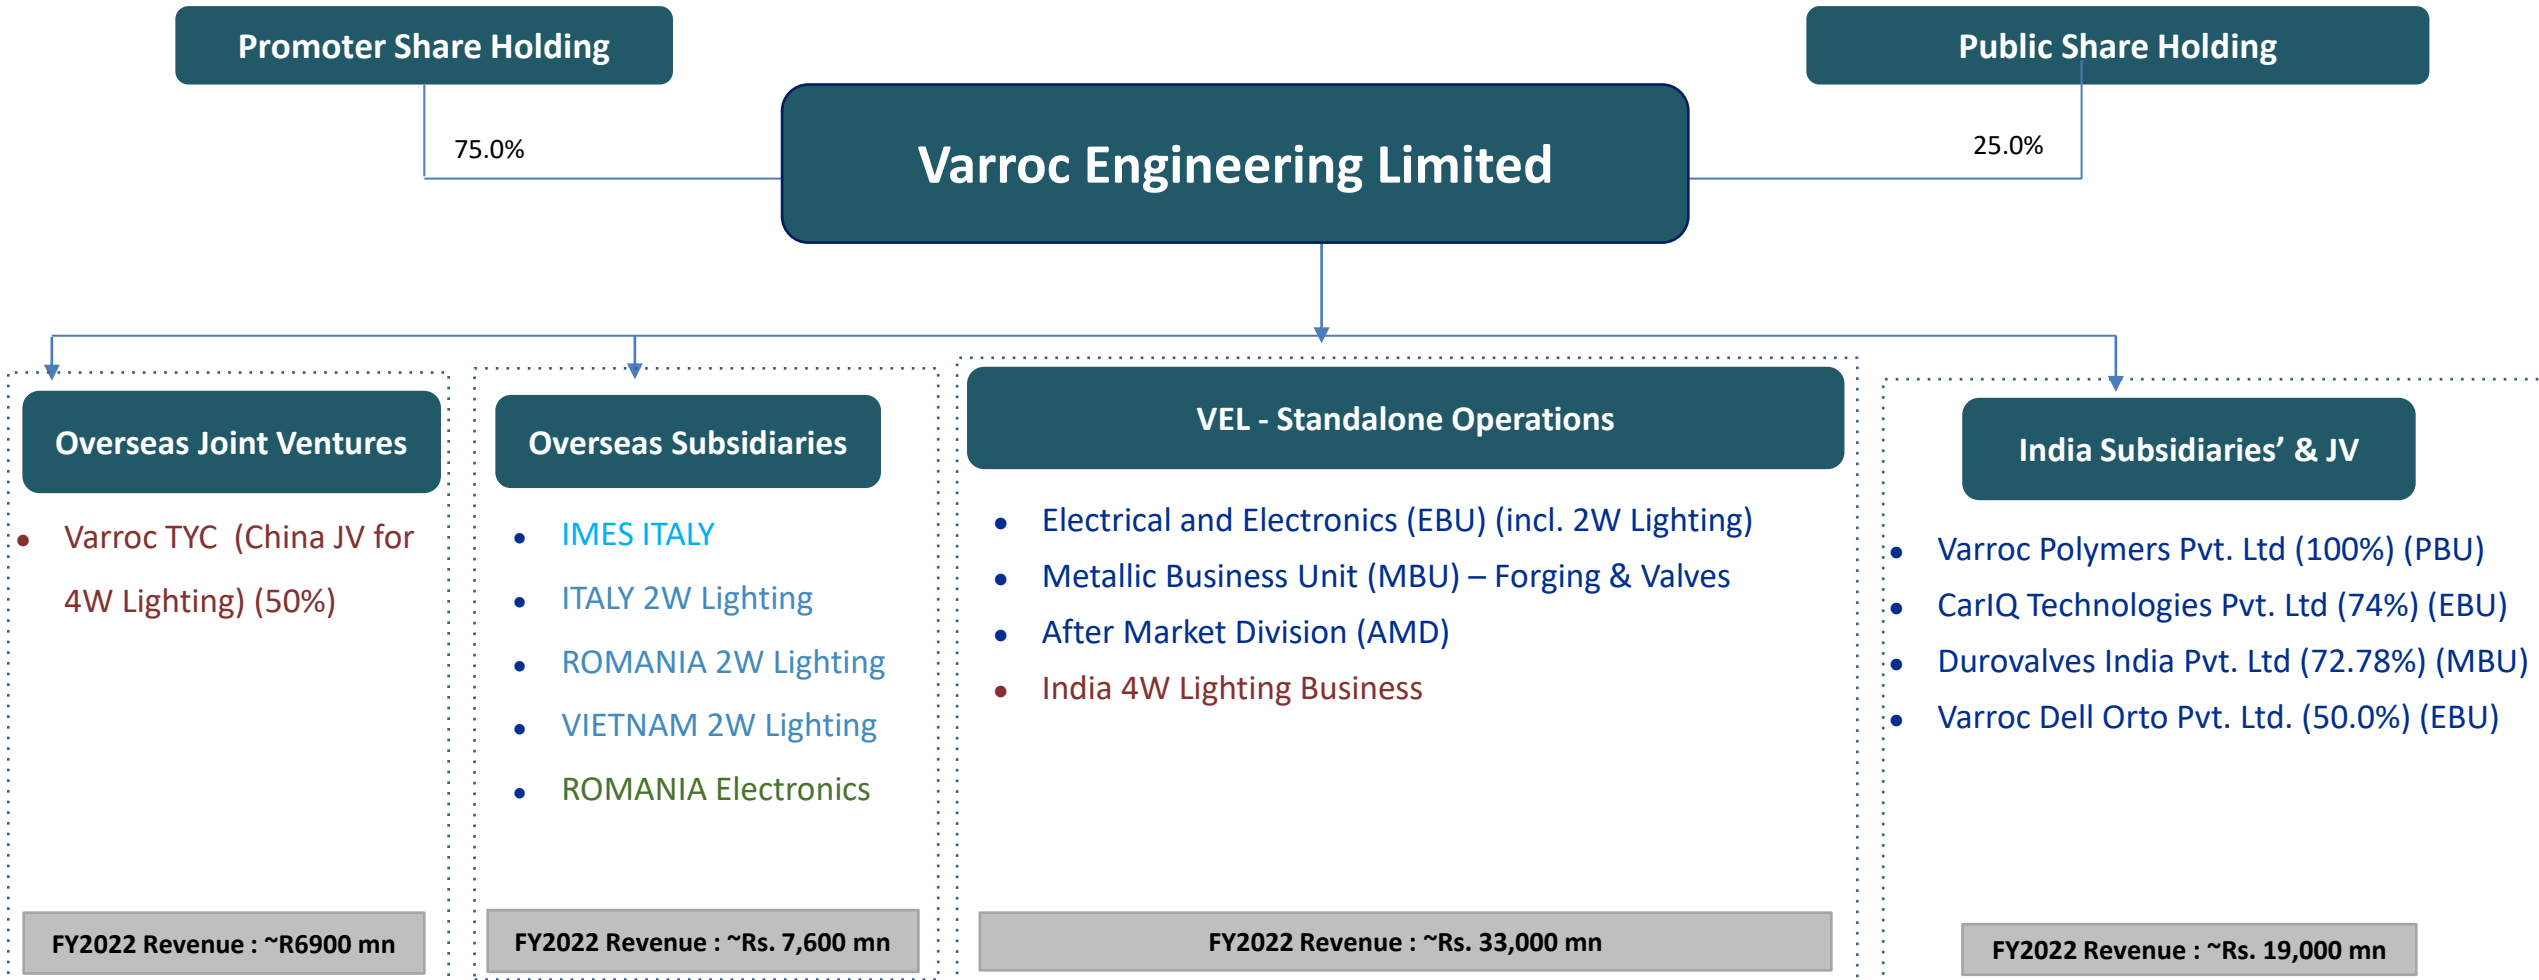 Promoter Share Holding
Public Share Holding
75.0%
Varroc Engineering Limited
25.0%
Overseas Joint Ventures
• Varroc TYC (China JV for
4W Lighting) (50%)
FY2022 Revenue : ~R6900 mn
Overseas Subsidiaries
• IMES ITALY
• ITALY 2W Lighting
• ROMANIA 2W Lighting
• VIETNAM 2W Lighting
• ROMANIA Electronics
FY2022 Revenue : ~Rs. 7,600 mn
VEL - Standalone Operations
• Electrical and Electronics (EBU) (incl. 2W Lighting)
• Metallic Business Unit (MBU) – Forging & Valves
• After Market Division (AMD)
• India 4W Lighting Business
FY2022 Revenue : ~Rs. 33,000 mn
India Subsidiaries’ & JV
• Varroc Polymers Pvt. Ltd (100%) (PBU)
• CarIQ Technologies Pvt. Ltd (74%) (EBU)
• Durovalves India Pvt. Ltd (72.78%) (MBU)
• Varroc Dell Orto Pvt. Ltd. (50.0%) (EBU)
FY2022 Revenue : ~Rs. 19,000 mn